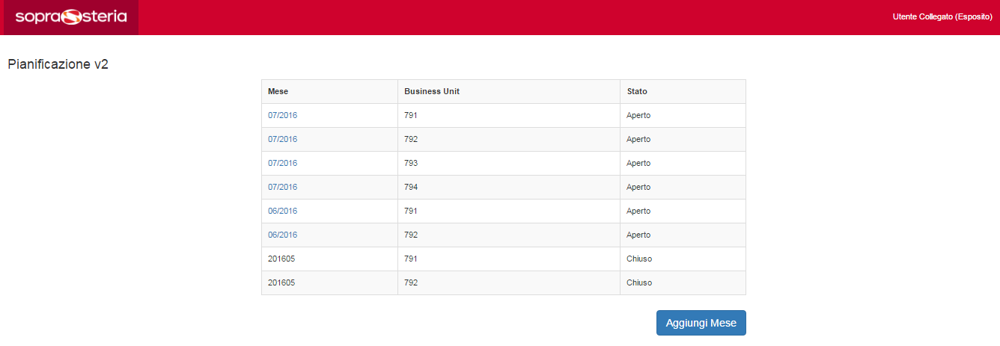 sopra steria
Utente Collegato (Esposito)
Pianificazione v2
Mese Business Unit Stato
07/2016 791 Aperto
07/2016 792 Aperto
07/2016 793 Aperto
07/2016 794 Aperto
06/2016 791 Aperto
06/2016 792 Aperto
201605 791 Chiuso
201605 792 Chiuso
Aggiungi Mese